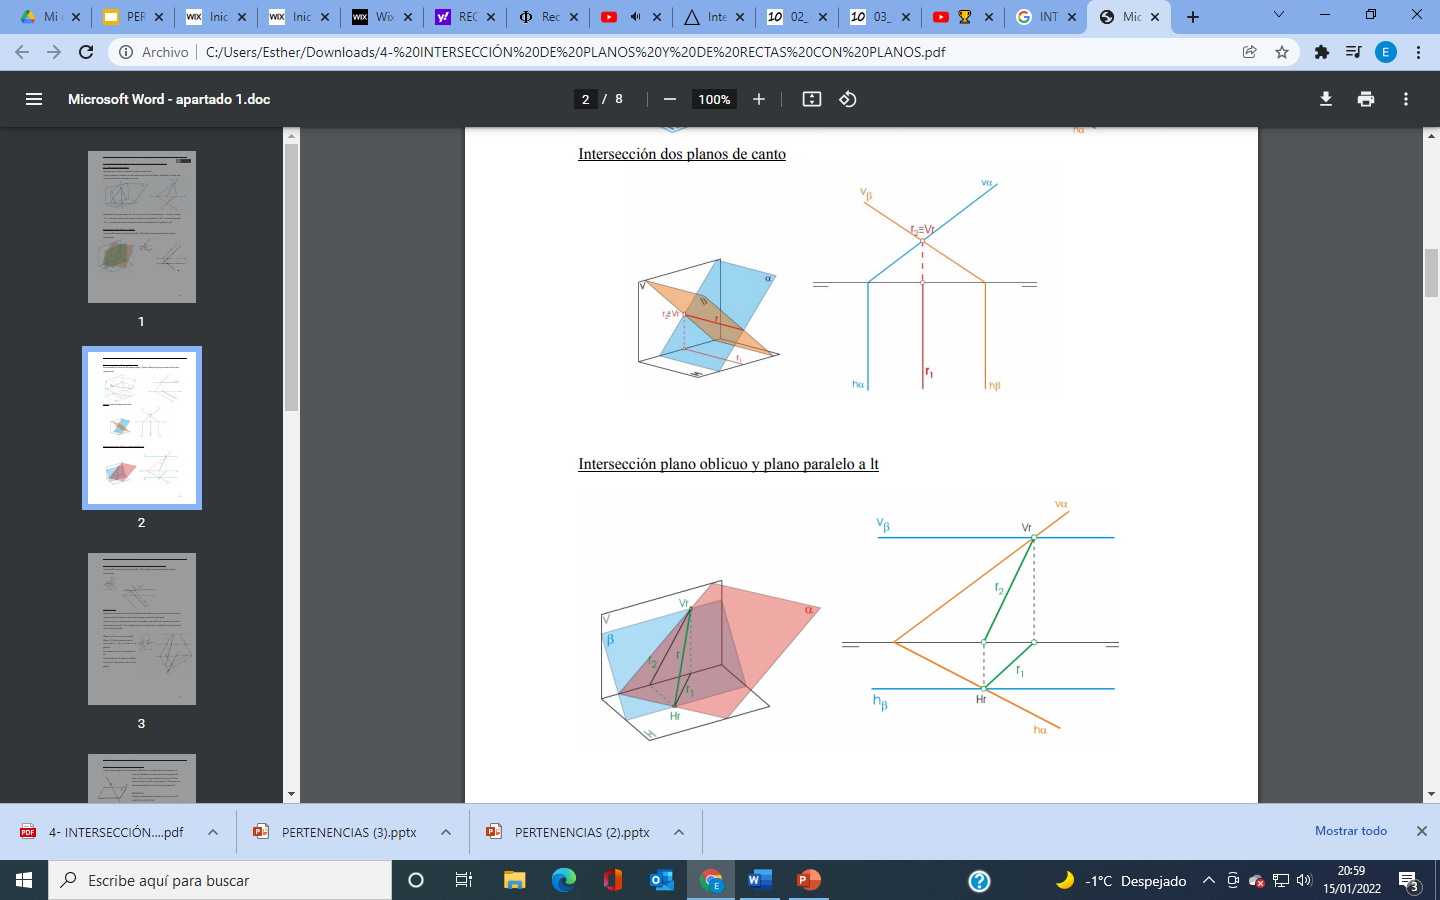 Mi u
PER
Inic
Inic
Wix
REC
Rec
Inte
02_
03_
INT
Mic
Archivo
C:/Users/Esther/Downloads/4-%20INTERSECCIÓN%20DE%20PLANOS%20Y%20DE%20RECTAS%20CON%20PLANOS.pdf
E
Microsoft Word - apartado 1.doc
2 / 8
100%
1
2
3
hα
Intersección dos planos de canto
V
α
β
r2≡Vr
r
r1
H
vβ
vα
r2≡Vr
hα
r1
hβ
Intersección plano oblicuo y plano paralelo a lt
V
β
Vr
α
r2
r
r1
Hr
H
vβ
Vr
vα
r2
r1
hβ
Hr
hα
4- INTERSECCIÓN....pdf
PERTENENCIAS (3).pptx
PERTENENCIAS (2).pptx
Mostrar todo
Escribe aquí para buscar
-1°C Despejado
20:59
15/01/2022
3